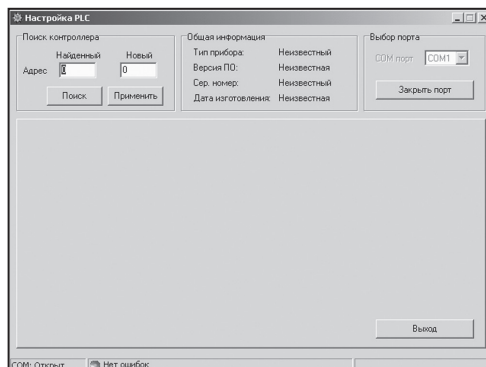 Настройка PLC
Поиск контроллера
Найденный Новый
Адрес 0 0
Поиск Применить
Общая информация
Тип прибора: Неизвестный
Версия ПО: Неизвестная
Сер. номер: Неизвестный
Дата изготовления: Неизвестная
Выбор порта
COM порт COM1
Закрыть порт
Выход
COM: Открыт Нет ошибок